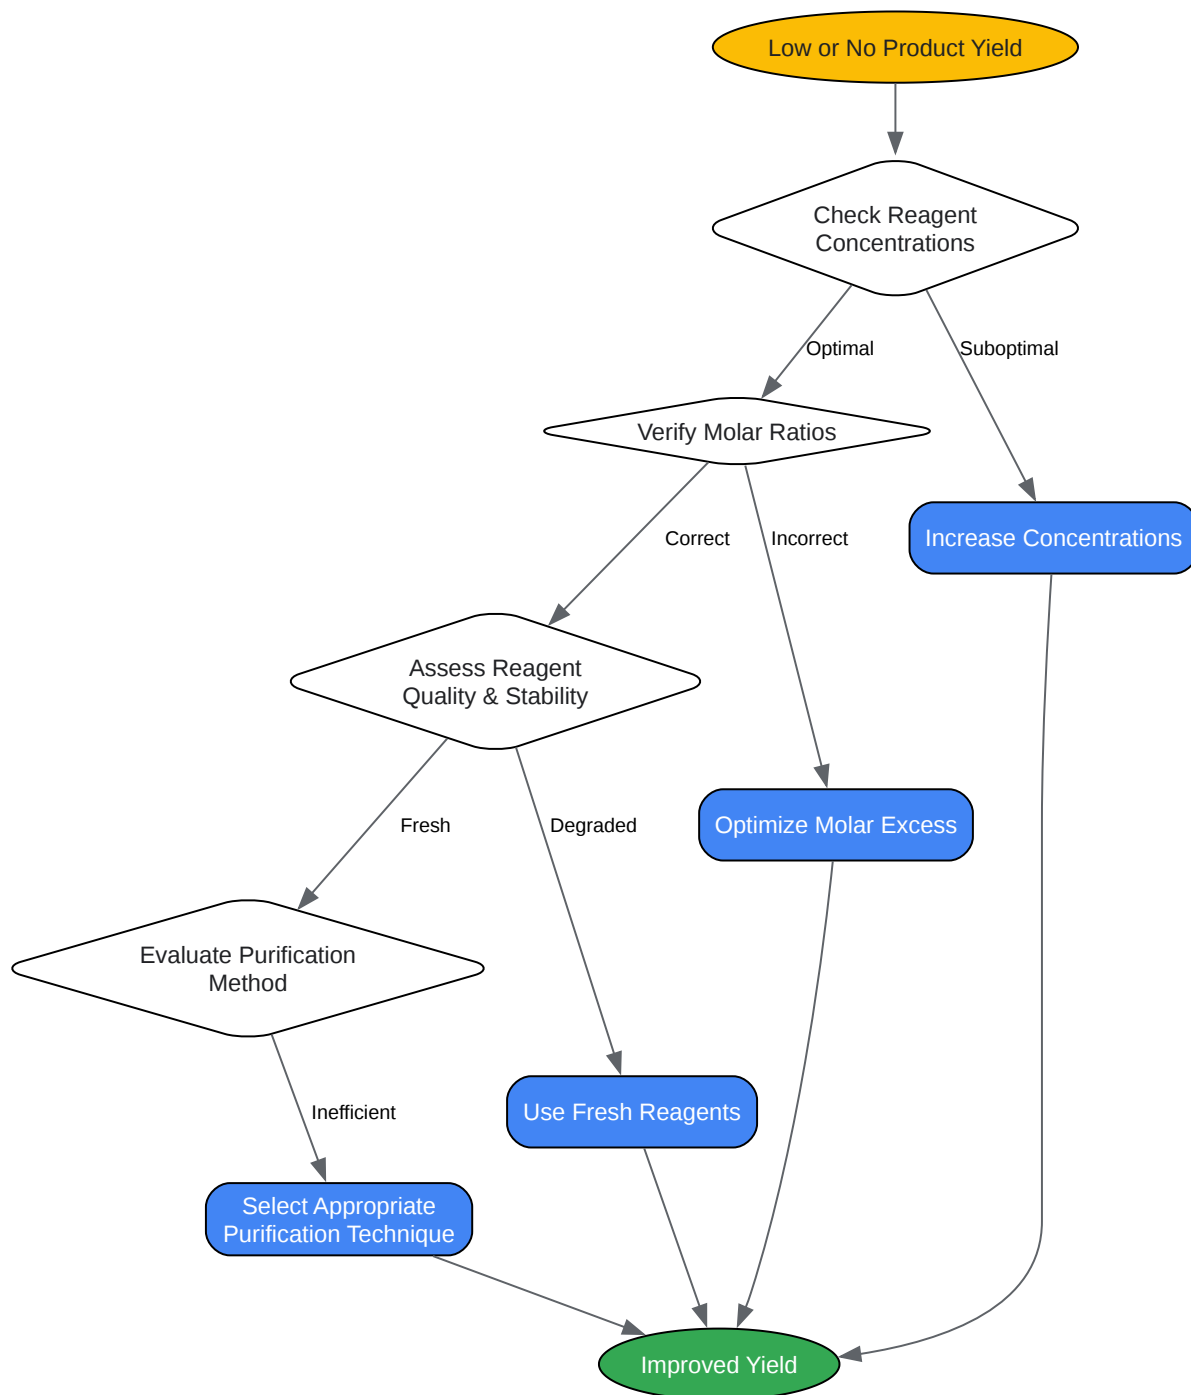 Low or No Product Yield
Check Reagent
Concentrations
Optimal
Suboptimal
Verify Molar Ratios
Correct
Incorrect
Increase Concentrations
Assess Reagent
Quality & Stability
Fresh
Degraded
Optimize Molar Excess
Evaluate Purification
Method
Inefficient
Use Fresh Reagents
Select Appropriate
Purification Technique
Improved Yield